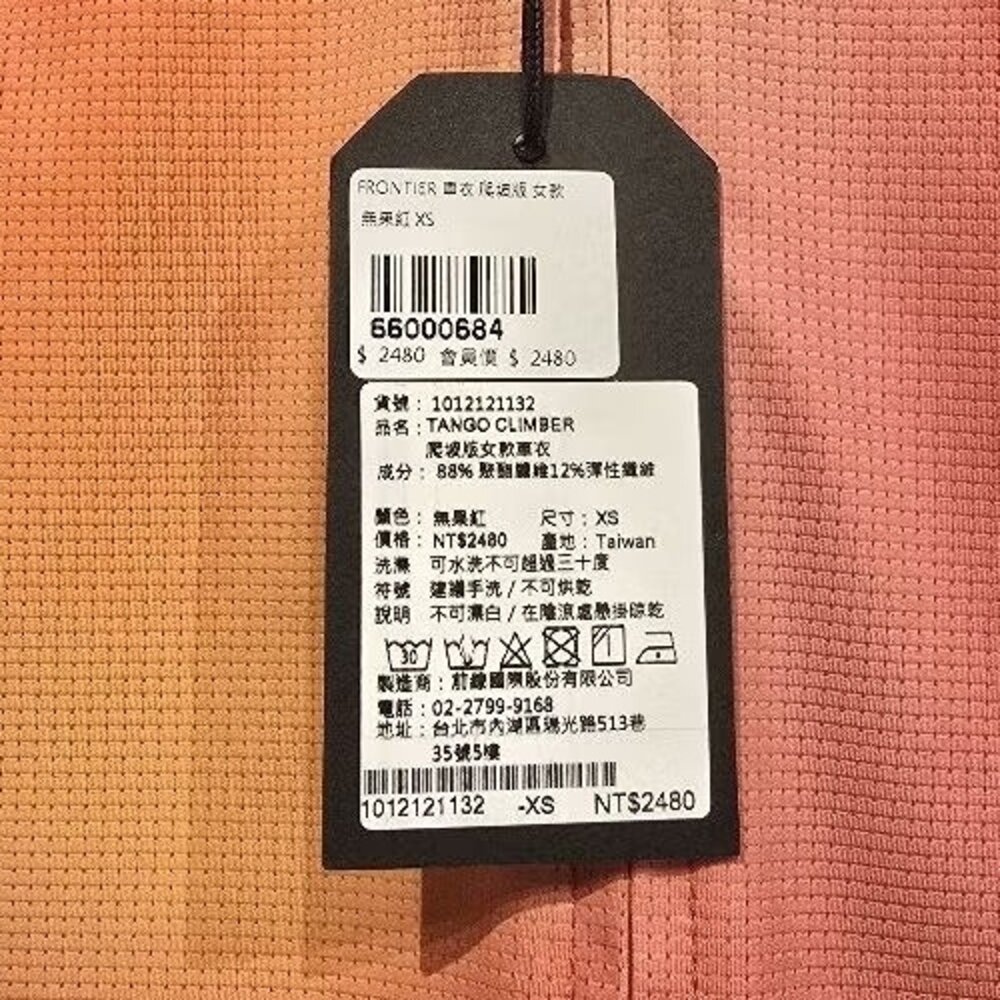 FRONTIER 車衣 爬坡版 女款
無果紅 XS
66000684
$ 2480 會員價 $ 2480
貨號：1012121132
品名：TANGO CLIMBER
爬坡版女款車衣
成分：88% 聚酯纖維12%彈性纖維
顏色：無果紅 尺寸：XS
價格：NT$2480 產地：Taiwan
洗滌 可水洗不可超過三十度
符號 建議手洗 / 不可烘乾
說明 不可漂白 / 在陰涼處懸掛晾乾
30
製造商：前線國際股份有限公司
電話：02-2799-9168
地址：台北市內湖區瑞光路513巷
35號5樓
1012121132 -XS NT$2480